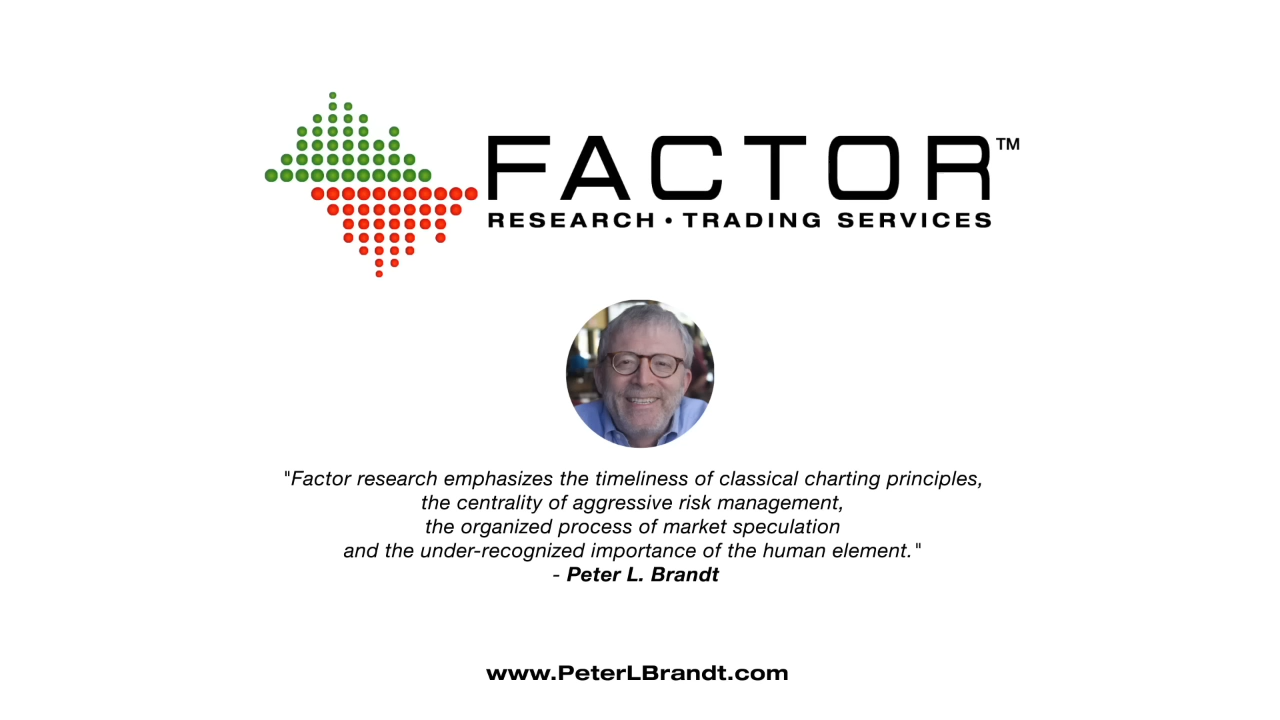 FACTOR™
RESEARCH • TRADING SERVICES
"Factor research emphasizes the timeliness of classical charting principles,
the centrality of aggressive risk management,
the organized process of market speculation
and the under-recognized importance of the human element."
- Peter L. Brandt
www.PeterLBrandt.com